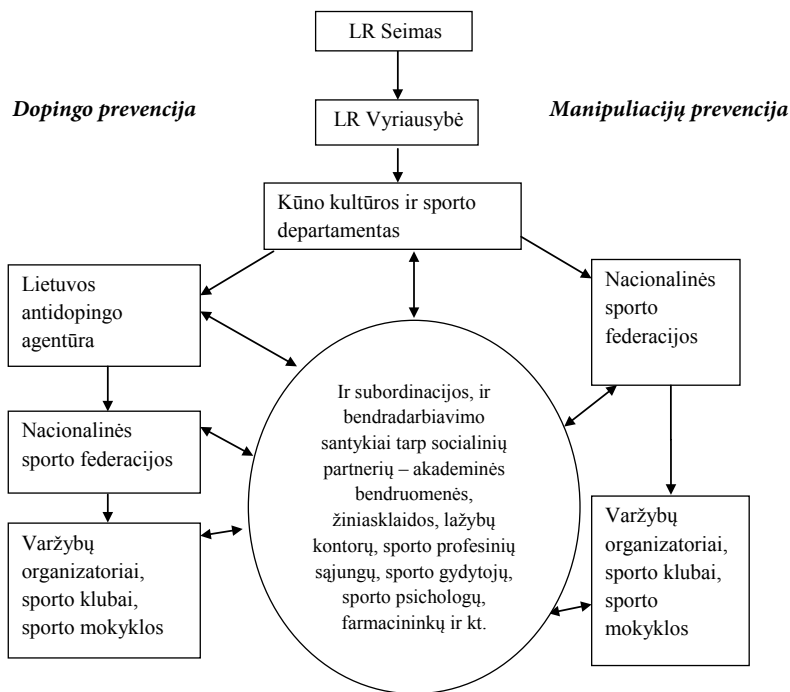 LR Seimas
Dopingo prevencija
Manipuliacijų prevencija
LR Vyriausybė
Kūno kultūros ir sporto
departamentas
Lietuvos
antidopingo
agentūra
Nacionalinės
sporto federacijos
Varžybų
organizatoriai,
sporto klubai,
sporto mokyklos
Ir subordinacijos, ir
bendradarbiavimo
santykiai tarp socialinių
partnerių – akademinės
bendruomenės,
žiniasklaidos, lažybų
kontorų, sporto profesinių
sąjungų, sporto gydytojų,
sporto psichologų,
farmacininkų ir kt.
Nacionalinės
sporto
federacijos
Varžybų
organizatoriai,
sporto klubai,
sporto
mokyklos